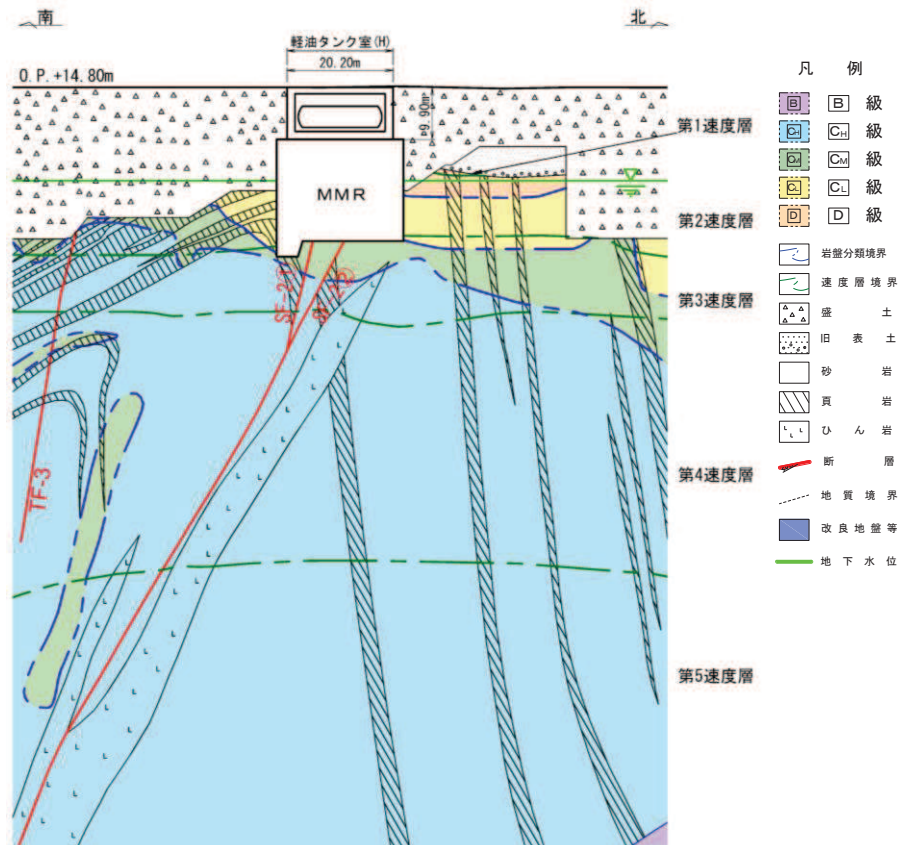 南
北
軽油タンク室(H)
20.20m
O.P.+14.80m
9.90m
MMR
第1速度層
第2速度層
第3速度層
第4速度層
第5速度層
TF-3
凡 例
B B 級
CH CH 級
CM CM 級
CL CL 級
D D 級
岩盤分類境界
速度層境界
盛土
旧表土
砂岩
頁岩
ひん岩
断層
地質境界
改良地盤等
地下水位